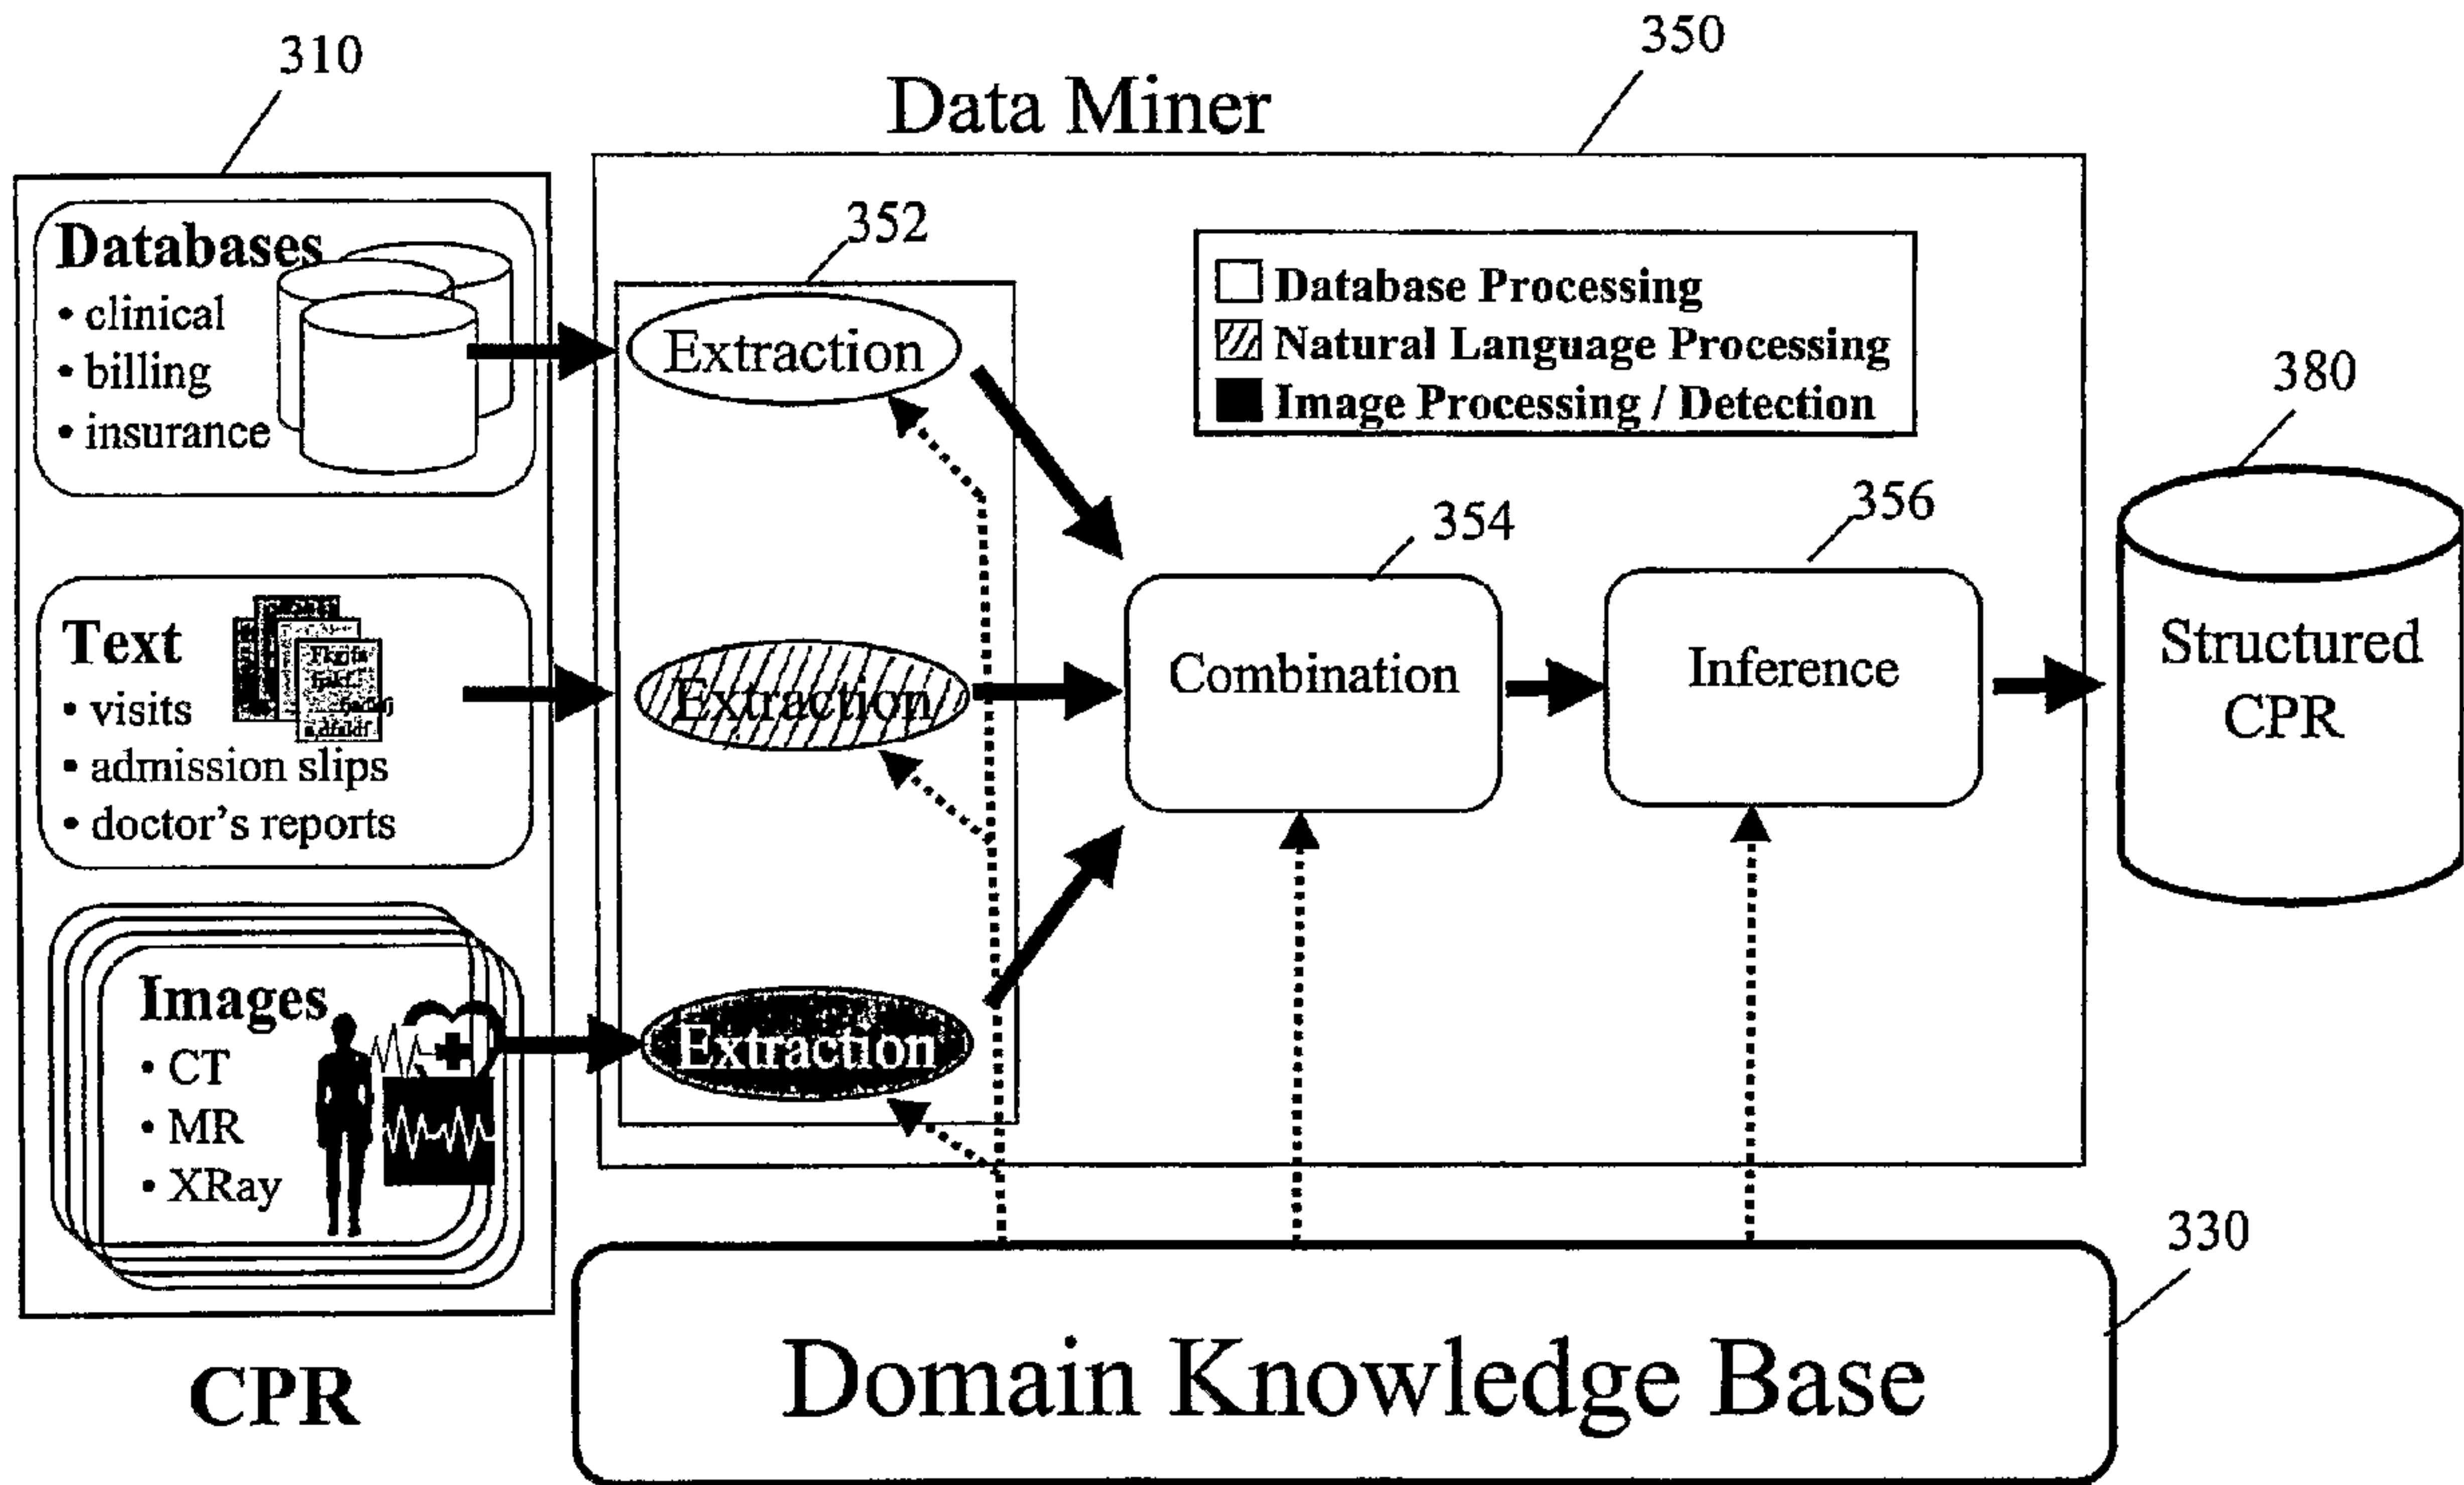 310
350
Data Miner
Databases
• clinical
• billing
• insurance
Text
• visits
• admission slips
• doctor's reports
Images
• CT
• MR
• XRay
CPR
352
Extraction
Extraction
Extraction
Database Processing
Natural Language Processing
Image Processing / Detection
354
Combination
356
Inference
380
Structured
CPR
330
Domain Knowledge Base